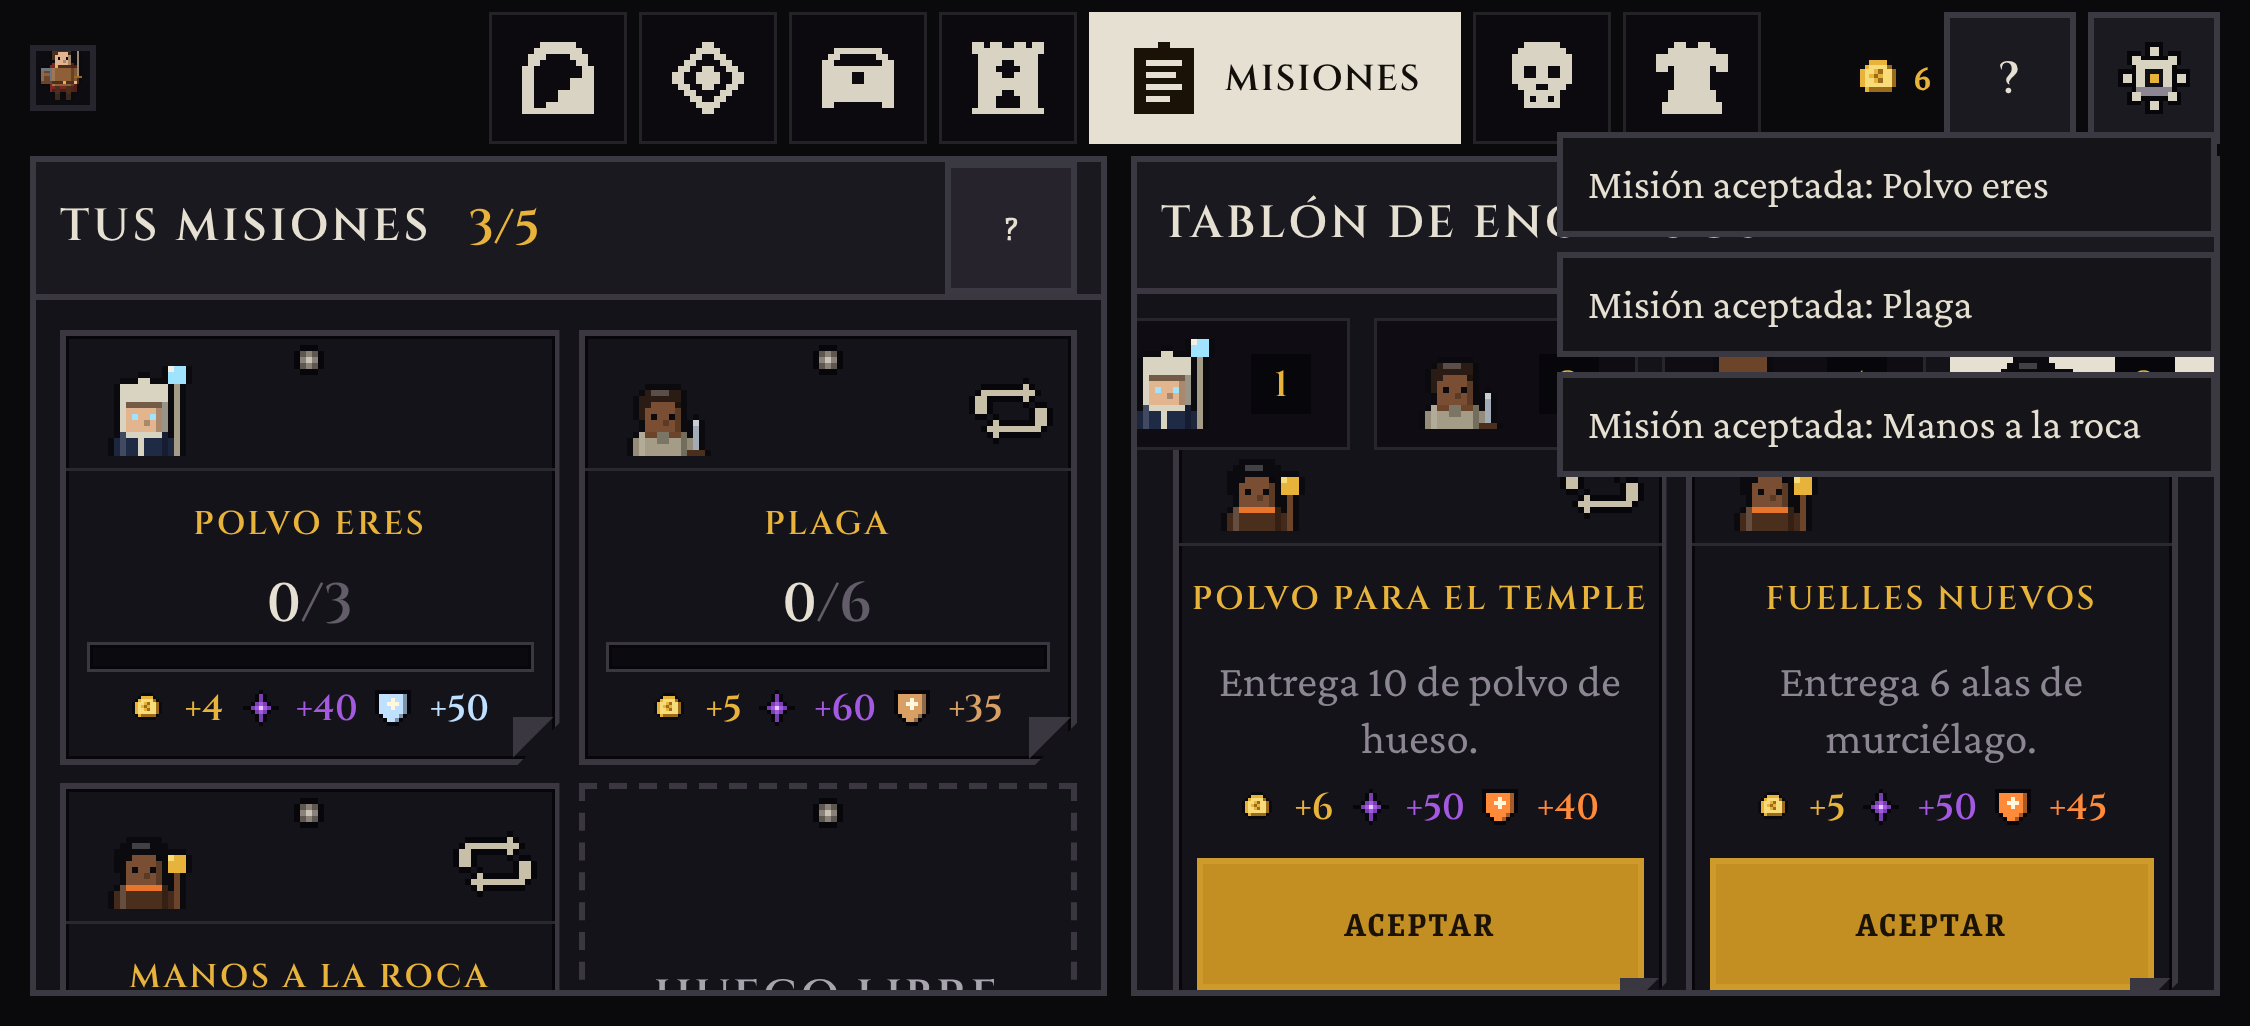 MISIONES
6
?
TUS MISIONES 3/5
?
TABLÓN DE
Misión aceptada: Polvo eres
Misión aceptada: Plaga
Misión aceptada: Manos a la roca
1
POLVO ERES
0/3
+4 +40 +50
PLAGA
0/6
+5 +60 +35
MANOS A LA ROCA
HUECO LIBRE
POLVO PARA EL TEMPLE
Entrega 10 de polvo de
hueso.
+6 +50 +40
ACEPTAR
FUELLES NUEVOS
Entrega 6 alas de
murciélago.
+5 +50 +45
ACEPTAR